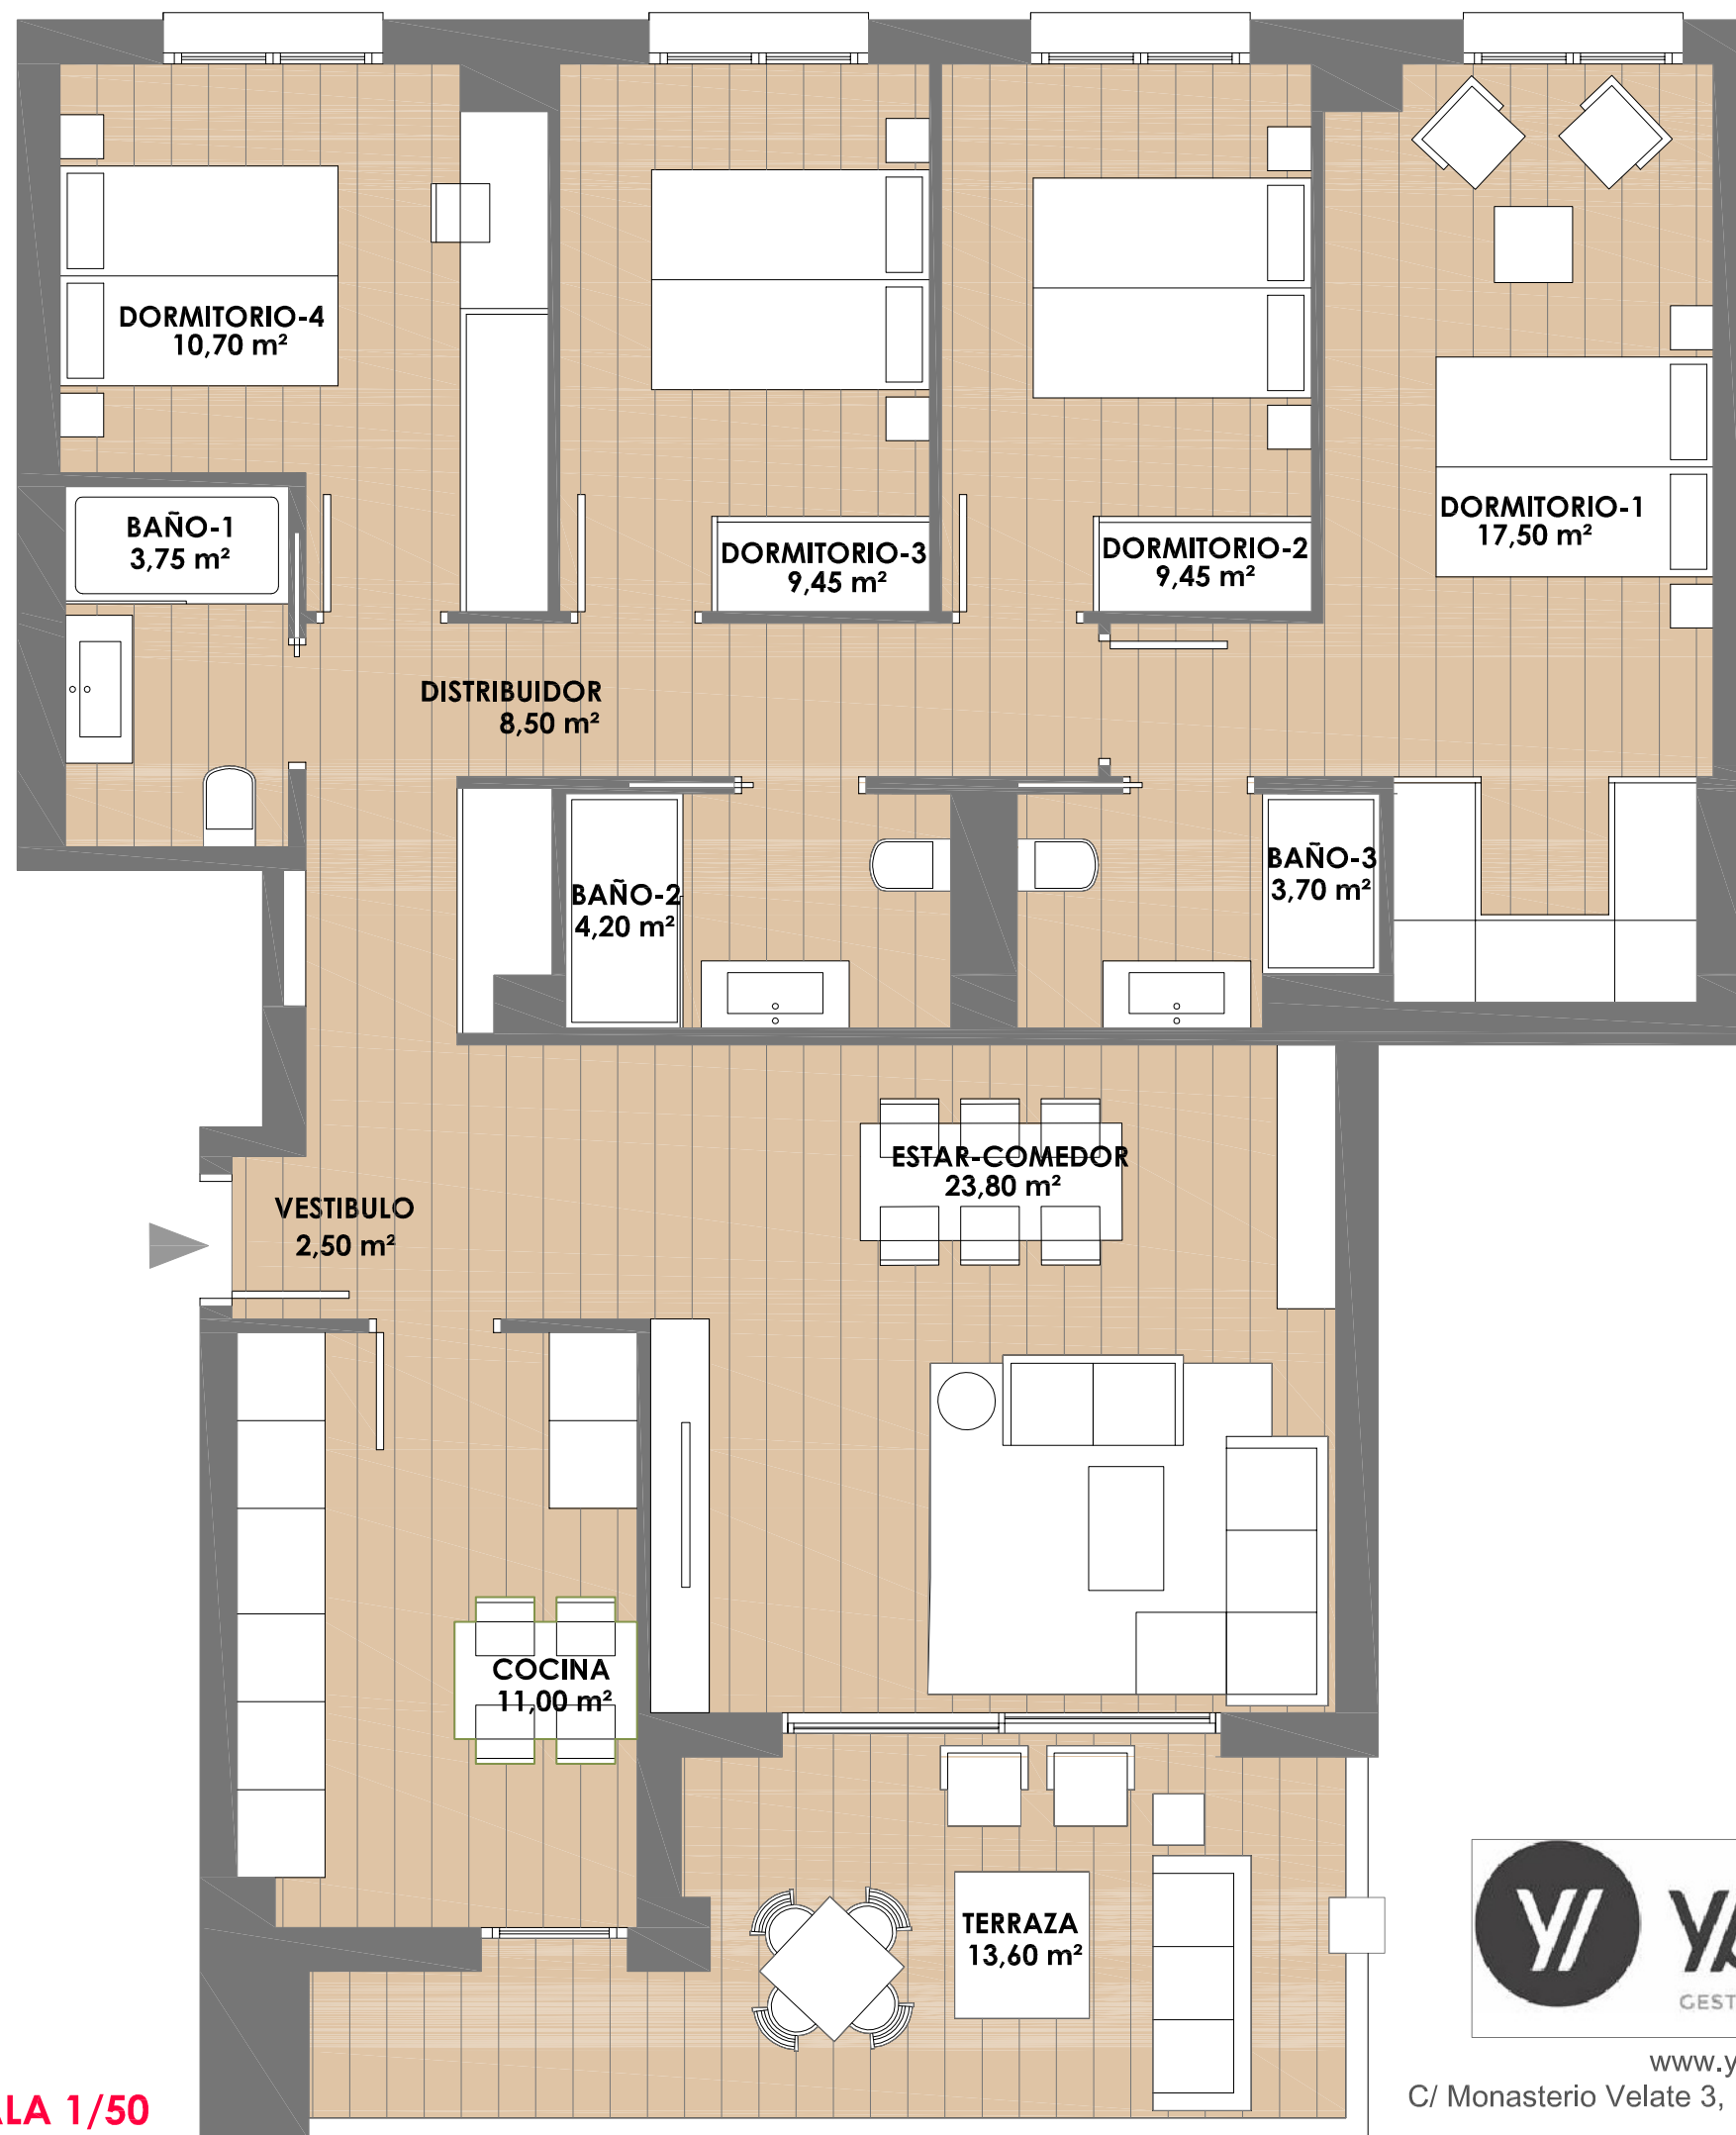 DORMITORIO-4
10,70 m²
DORMITORIO-3
9,45 m²
DORMITORIO-2
9,45 m²
DORMITORIO-1
17,50 m²
BAÑO-1
3,75 m²
DISTRIBUIDOR
8,50 m²
BAÑO-2
4,20 m²
BAÑO-3
3,70 m²
ESTAR-COMEDOR
23,80 m²
VESTIBULO
2,50 m²
COCINA
11,00 m²
TERRAZA
13,60 m²
1/50
C/ Monasterio Velate 3,